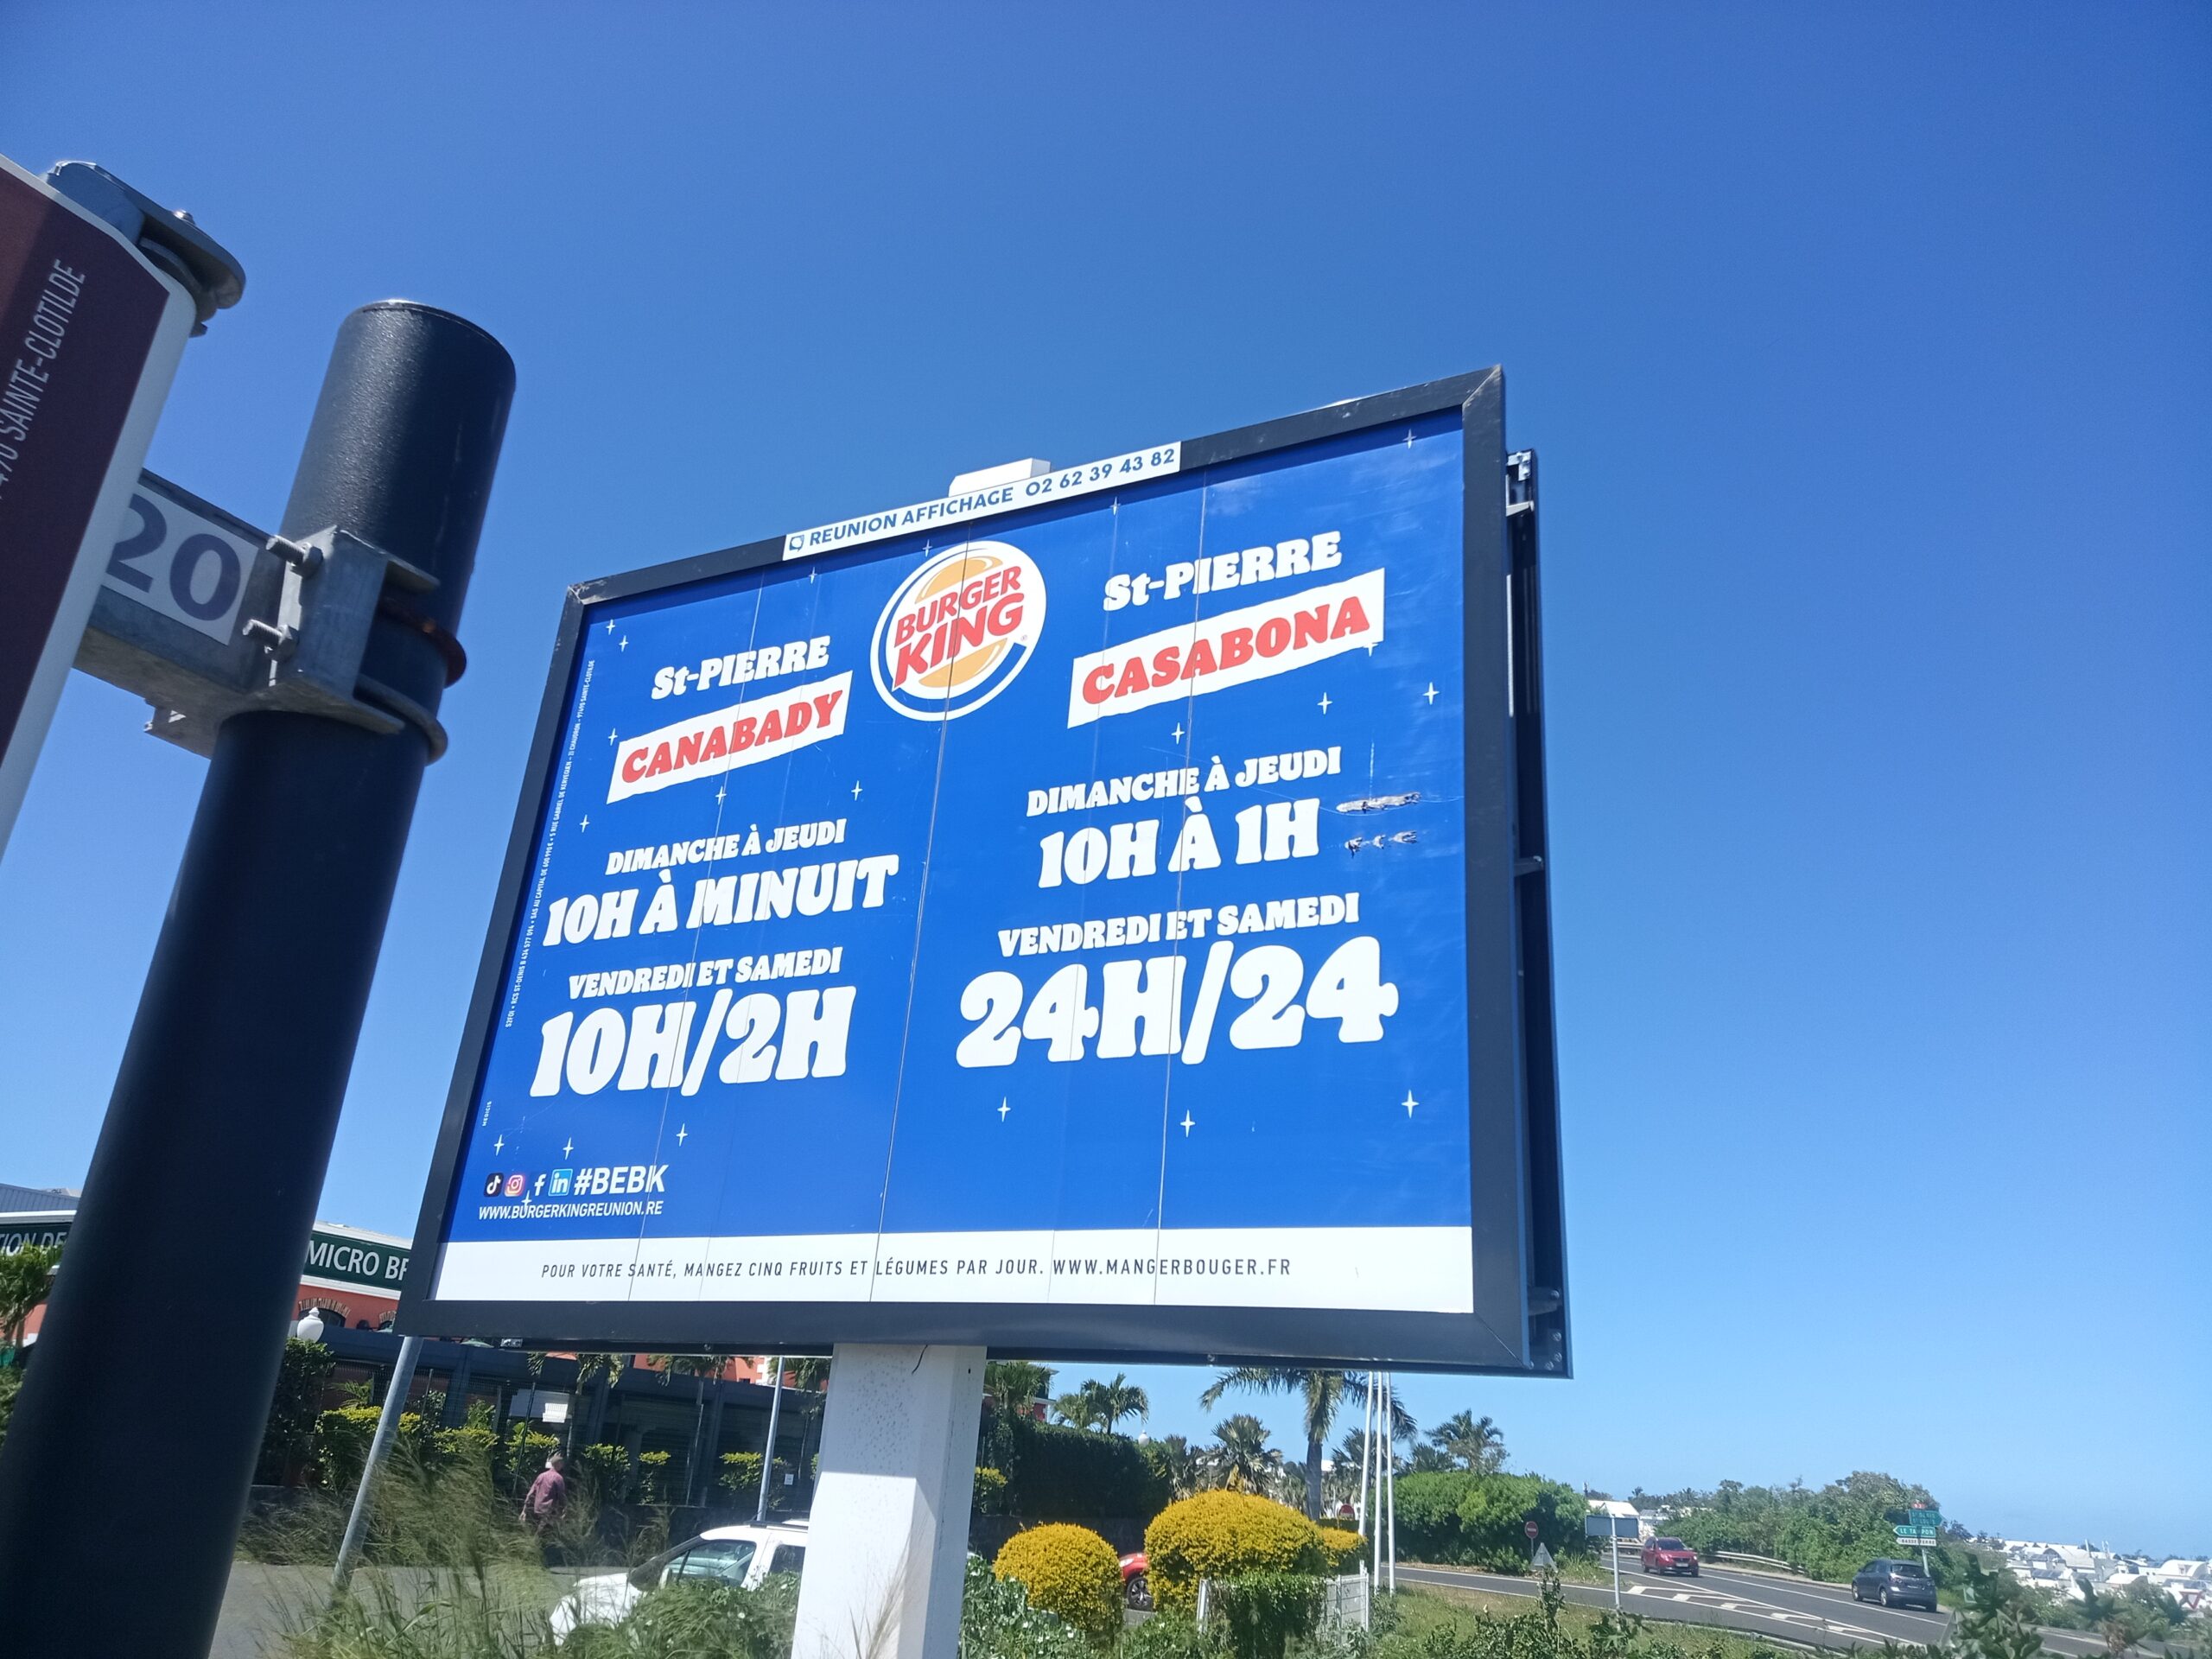 SAINTE-CLOTILDE
20
REUNION AFFICHAGE 02 62 39 43 82
BURGER
KING
St-PIERRE
CANABADY
DIMANCHE À JEUDI
10H À MINUIT
VENDREDI ET SAMEDI
10H/2H
St-PIERRE
CASABONA
DIMANCHE À JEUDI
10H À 1H
VENDREDI ET SAMEDI
24H/24
#BEBK
WWW.BURGERKINGREUNION.RE
POUR VOTRE SANTÉ, MANGEZ CINQ FRUITS ET LÉGUMES PAR JOUR. WWW.MANGERBOUGER.FR
MICRO
LE TAMPON